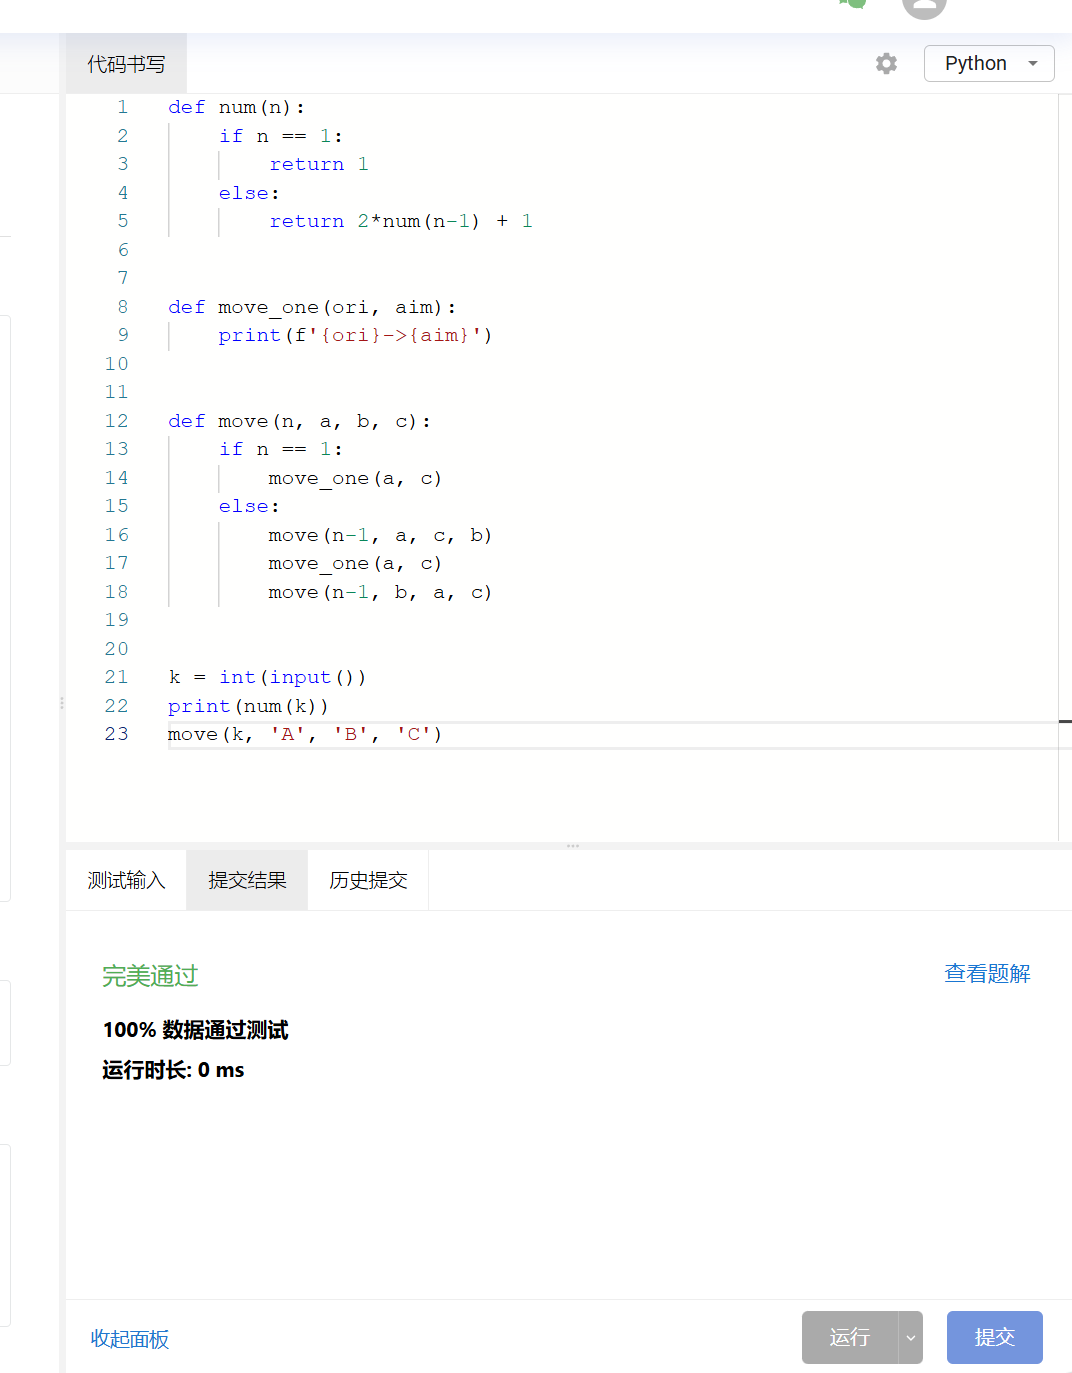 代码书写
Python
1 def num(n):
2     if n == 1:
3         return 1
4     else:
5         return 2*num(n-1) + 1
6
7
8 def move_one(ori, aim):
9     print(f'{ori}->{aim}')
10
11
12 def move(n, a, b, c):
13     if n == 1:
14         move_one(a, c)
15     else:
16         move(n-1, a, c, b)
17         move_one(a, c)
18         move(n-1, b, a, c)
19
20
21 k = int(input())
22 print(num(k))
23 move(k, 'A', 'B', 'C')
测试输入 提交结果 历史提交
完美通过 查看题解
100% 数据通过测试
运行时长: 0 ms
收起面板 运行 提交